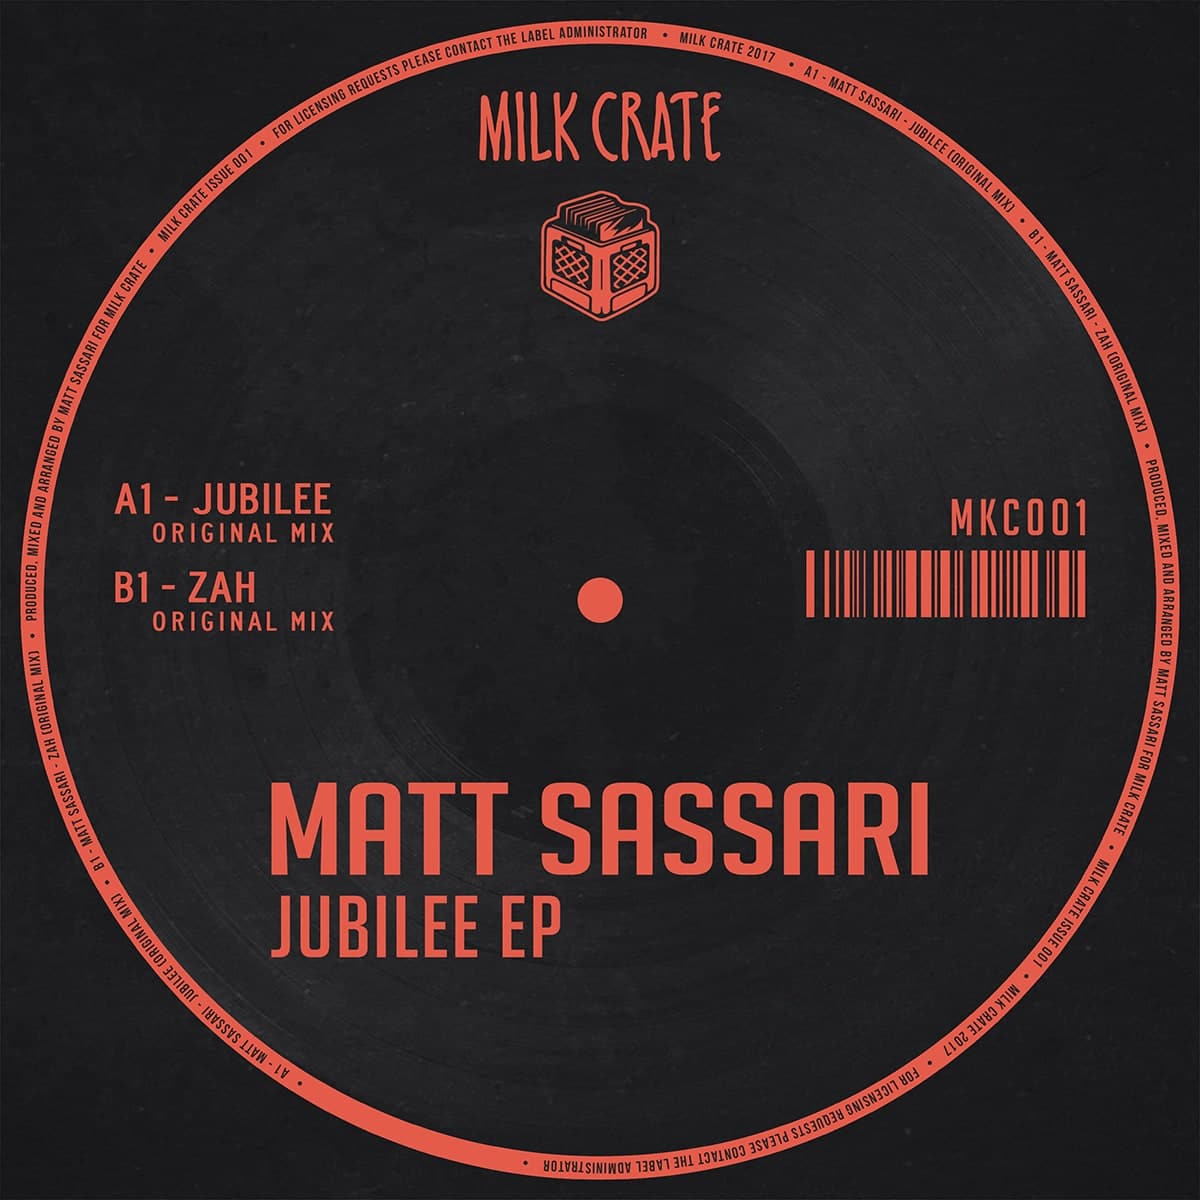 MILK CRATE
A1 - JUBILEE
ORIGINAL MIX
B1 - ZAH
ORIGINAL MIX
MKC001
MATT SASSARI
JUBILEE EP
• A1 - MATT SASSARI - JUBILEE (ORIGINAL MIX) • B1 - MATT SASSARI - ZAH (ORIGINAL MIX) • PRODUCED, MIXED AND ARRANGED BY MATT SASSARI FOR MILK CRATE • MILK CRATE ISSUE 001 • FOR LICENSING REQUESTS PLEASE CONTACT THE LABEL ADMINISTRATOR • MILK CRATE 2017 • A1 - MATT SASSARI - JUBILEE (ORIGINAL MIX) • B1 - MATT SASSARI - ZAH (ORIGINAL MIX) • PRODUCED, MIXED AND ARRANGED BY MATT SASSARI FOR MILK CRATE • MILK CRATE ISSUE 001 • MILK CRATE 2017 • FOR LICENSING REQUESTS PLEASE CONTACT THE LABEL ADMINISTRATOR •